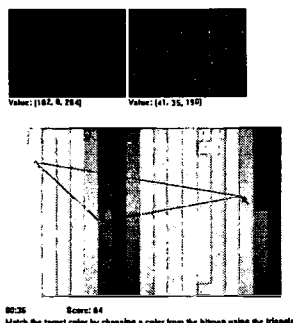 Value: [182, 0, 204] Value: [41, 35, 190]
00:36 Score: 64
Match the target color by choosing a color from the bitmap using the triangle